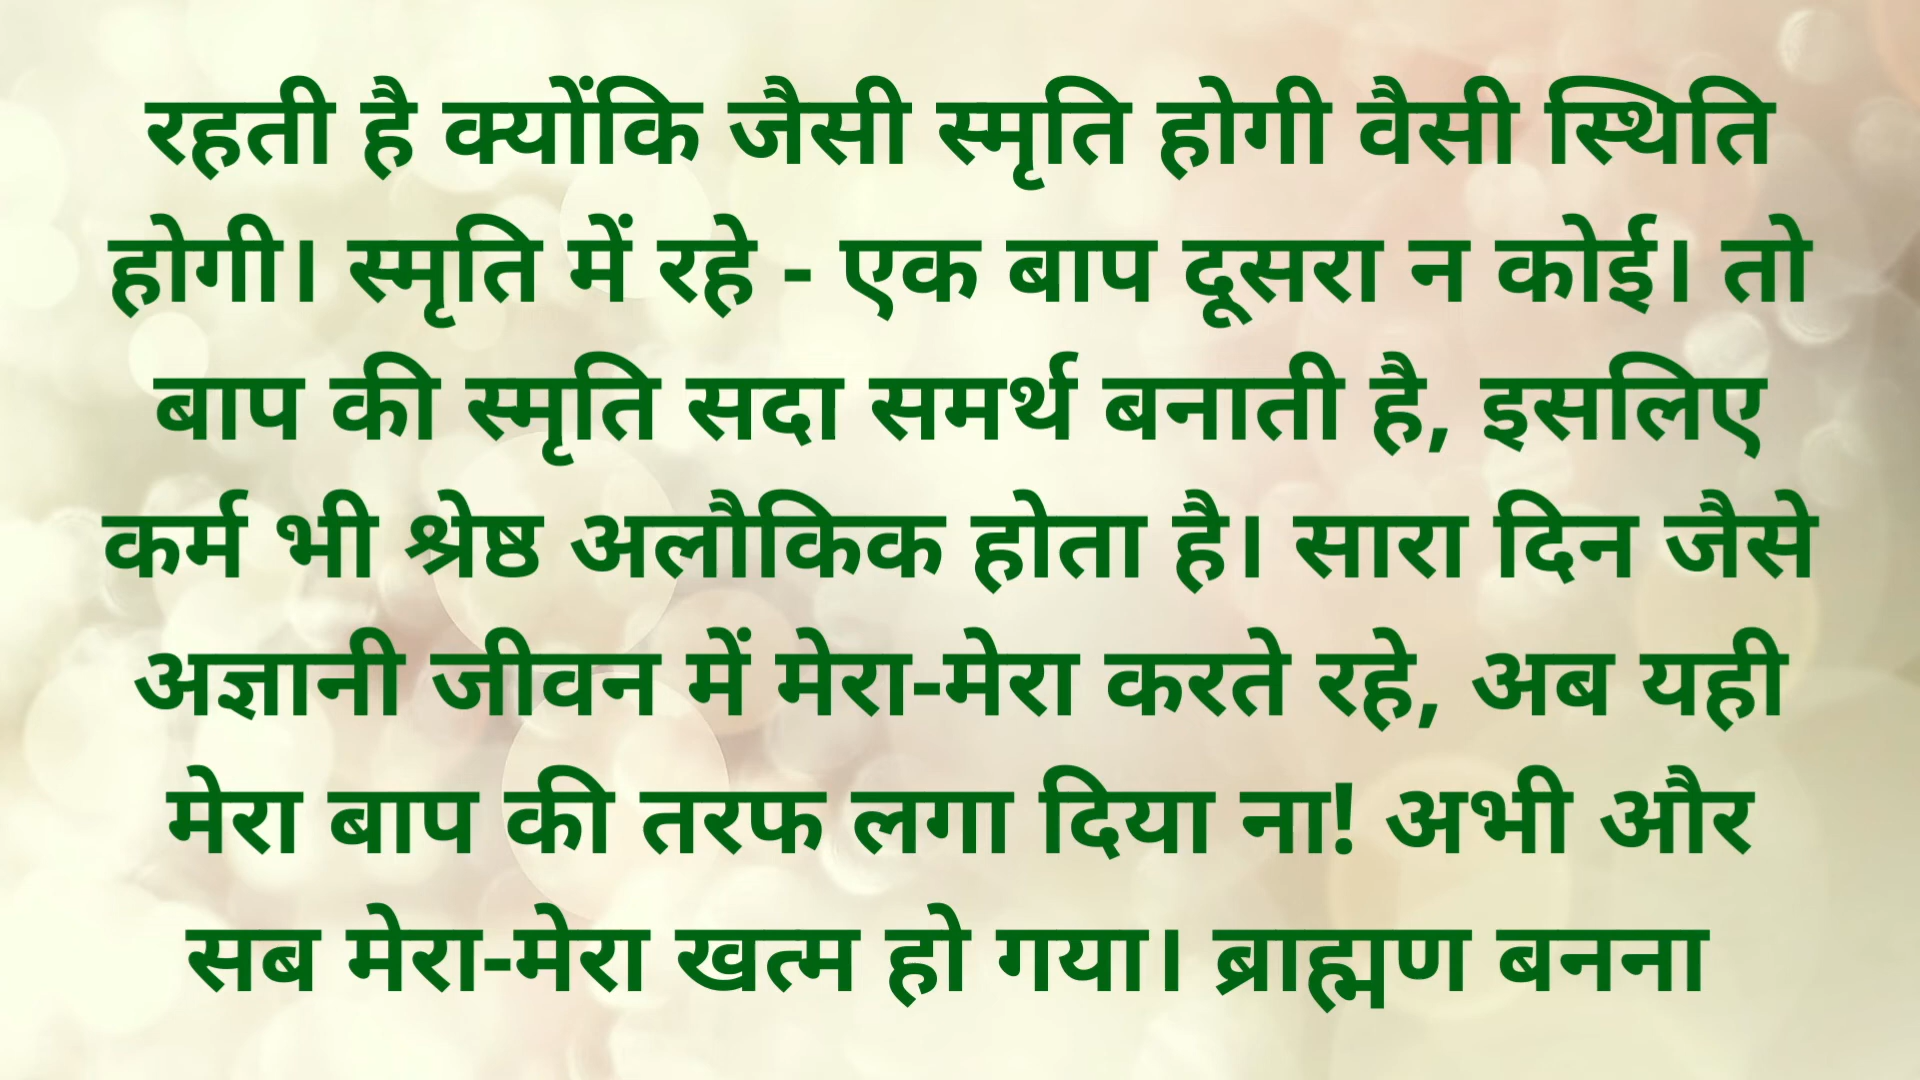 रहती है क्योंकि जैसी स्मृति होगी वैसी स्थिति
होगी। स्मृति में रहे - एक बाप दूसरा न कोई। तो
बाप की स्मृति सदा समर्थ बनाती है, इसलिए
कर्म भी श्रेष्ठ अलौकिक होता है। सारा दिन जैसे
अज्ञानी जीवन में मेरा-मेरा करते रहे, अब यही
मेरा बाप की तरफ लगा दिया ना! अभी और
सब मेरा-मेरा खत्म हो गया। ब्राह्मण बनना